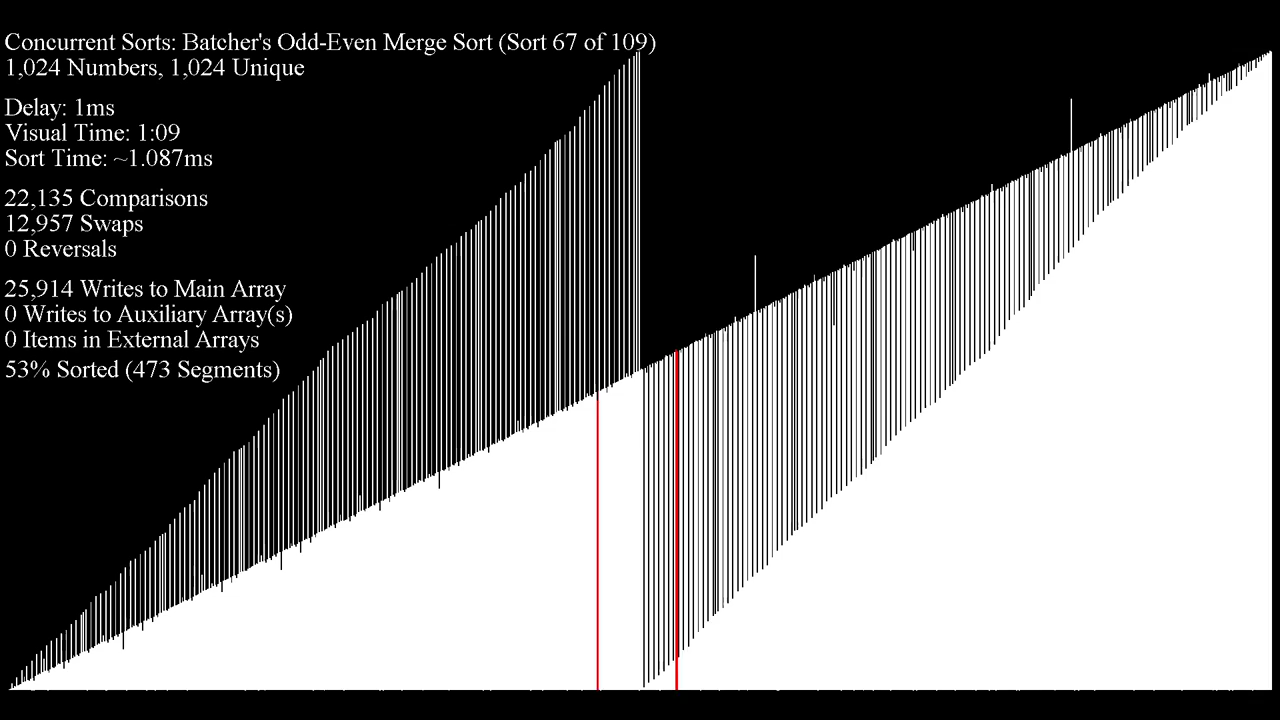 Concurrent Sorts: Batcher's Odd-Even Merge Sort (Sort 67 of 109)
1,024 Numbers, 1,024 Unique
Delay: 1ms
Visual Time: 1:09
Sort Time: ~1.087ms
22,135 Comparisons
12,957 Swaps
0 Reversals
25,914 Writes to Main Array
0 Writes to Auxiliary Array(s)
0 Items in External Arrays
53% Sorted (473 Segments)